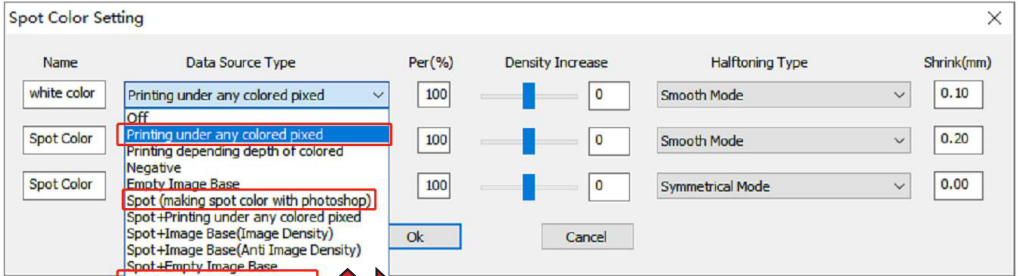 Spot Color Setting
Name Data Source Type Per(%) Density Increase Halftoning Type Shrink(mm)
white color Printing under any colored pixed 100 0 Smooth Mode 0.10
Off
Printing under any colored pixed
Spot Color 100 0 Smooth Mode 0.20
Printing depending depth of colored
Negative
Empty Image Base
Spot Color 100 0 Symmetrical Mode 0.00
Spot (making spot color with photoshop)
Spot+Printing under any colored pixed
Spot+Image Base(Image Density)
Ok Cancel
Spot+Image Base(Anti Image Density)
Spot+Empty Image Base